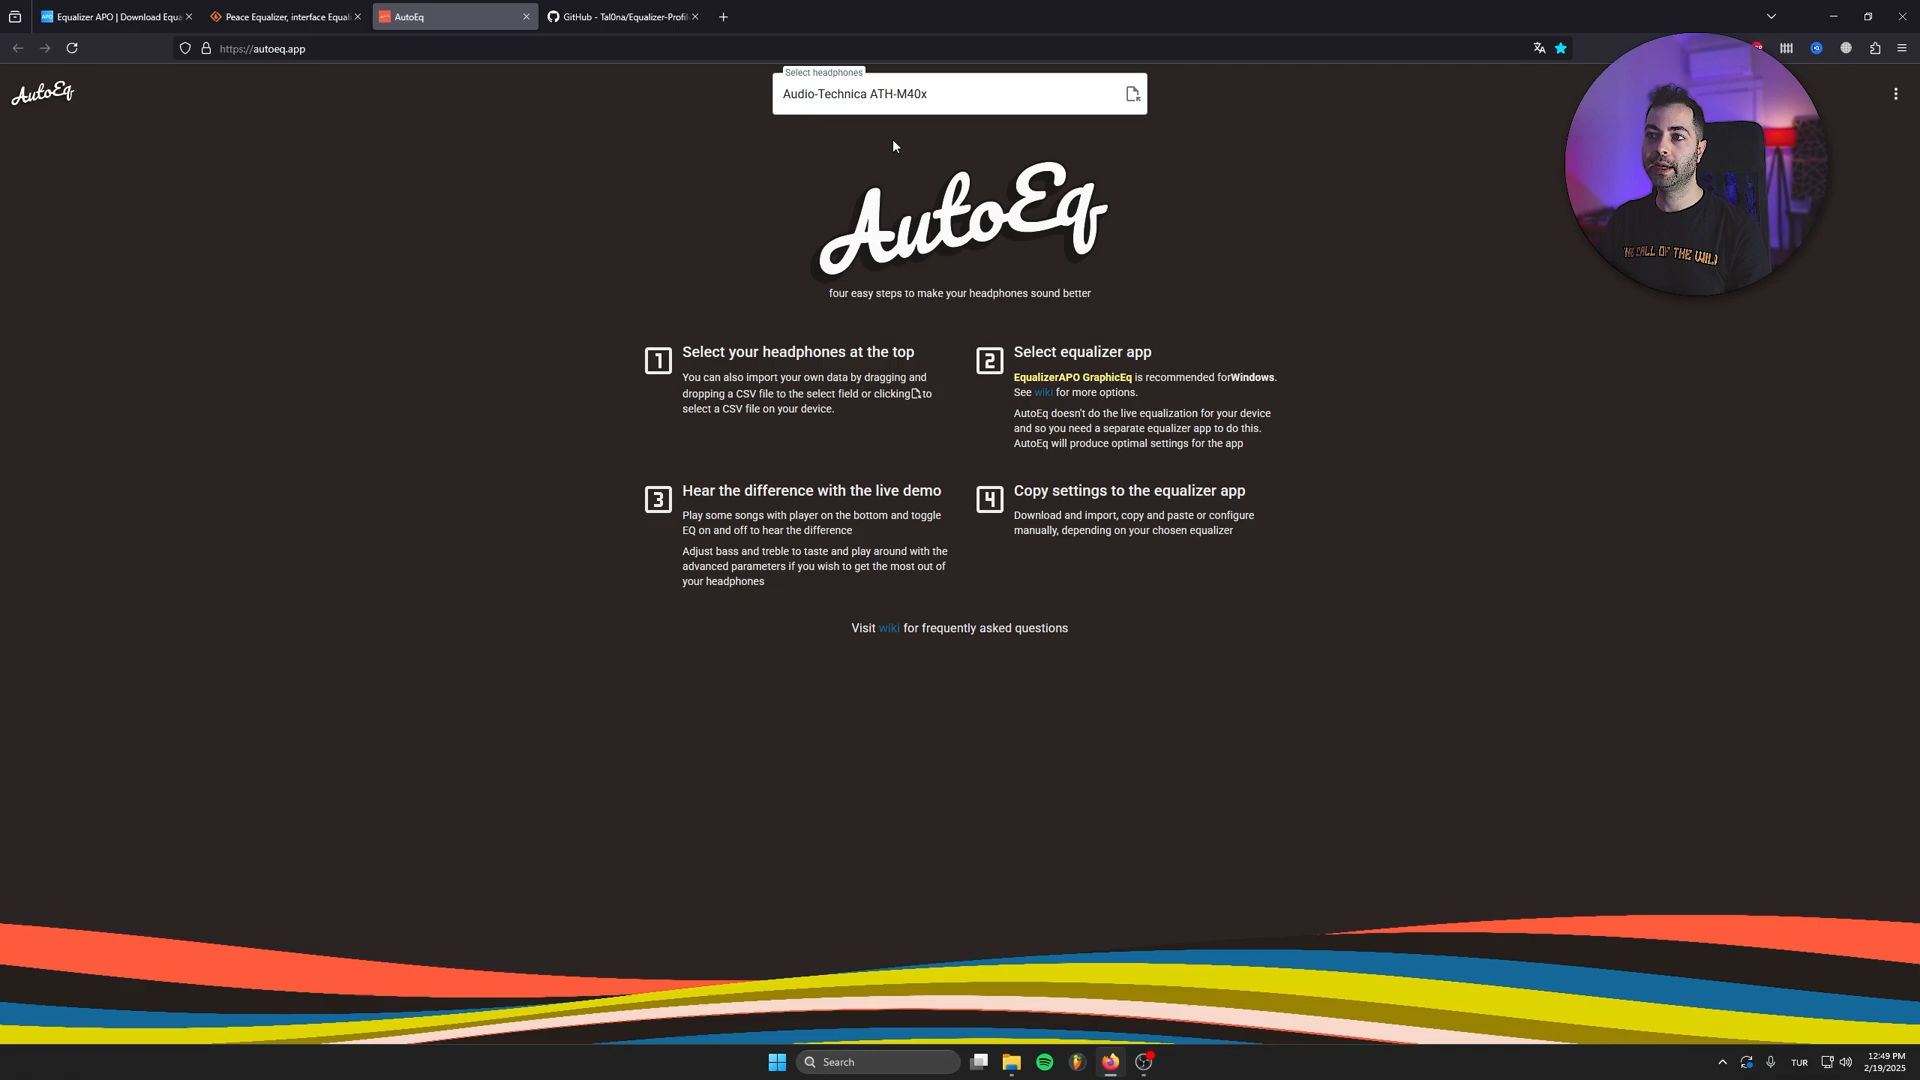 Equalizer APO | Download Equa
Peace Equalizer, interface Equali
AutoEq
GitHub - Tal0na/Equalizer-Profil
https://autoeq.app
AutoEq
Select headphones
Audio-Technica ATH-M40x
AutoEq
four easy steps to make your headphones sound better
1 Select your headphones at the top
You can also import your own data by dragging and
dropping a CSV file to the select field or clicking to
select a CSV file on your device.
2 Select equalizer app
EqualizerAPO GraphicEq is recommended forWindows.
See wiki for more options.
AutoEq doesn't do the live equalization for your device
and so you need a separate equalizer app to do this.
AutoEq will produce optimal settings for the app
3 Hear the difference with the live demo
Play some songs with player on the bottom and toggle
EQ on and off to hear the difference
Adjust bass and treble to taste and play around with the
advanced parameters if you wish to get the most out of
your headphones
4 Copy settings to the equalizer app
Download and import, copy and paste or configure
manually, depending on your chosen equalizer
Visit wiki for frequently asked questions
CALL OF THE WILD
Search
TUR
12:49 PM
2/19/2025